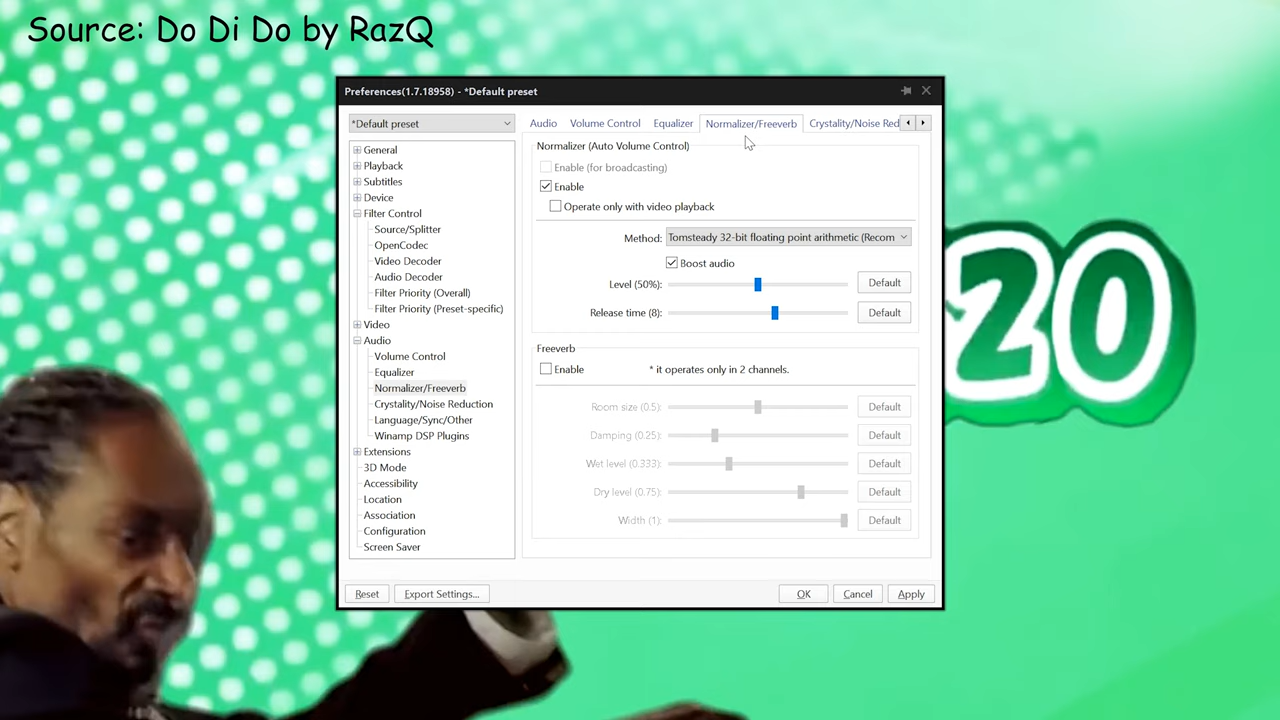 Source: Do Di Do by RazQ
Preferences(1.7.18958) - *Default preset
*Default preset
Audio
Volume Control
Equalizer
Normalizer/Freeverb
Crystality/Noise Red
General
Playback
Subtitles
Device
Filter Control
Source/Splitter
OpenCodec
Video Decoder
Audio Decoder
Filter Priority (Overall)
Filter Priority (Preset-specific)
Video
Audio
Volume Control
Equalizer
Normalizer/Freeverb
Crystality/Noise Reduction
Language/Sync/Other
Winamp DSP Plugins
Extensions
3D Mode
Accessibility
Location
Association
Configuration
Screen Saver
Normalizer (Auto Volume Control)
Enable (for broadcasting)
Enable
Operate only with video playback
Method: Tomsteady 32-bit floating point arithmetic (Recom
Boost audio
Level (50%): Default
Release time (8): Default
Freeverb
Enable * it operates only in 2 channels.
Room size (0.5): Default
Damping (0.25): Default
Wet level (0.333): Default
Dry level (0.75): Default
Width (1): Default
Reset Export Settings... OK Cancel Apply
20